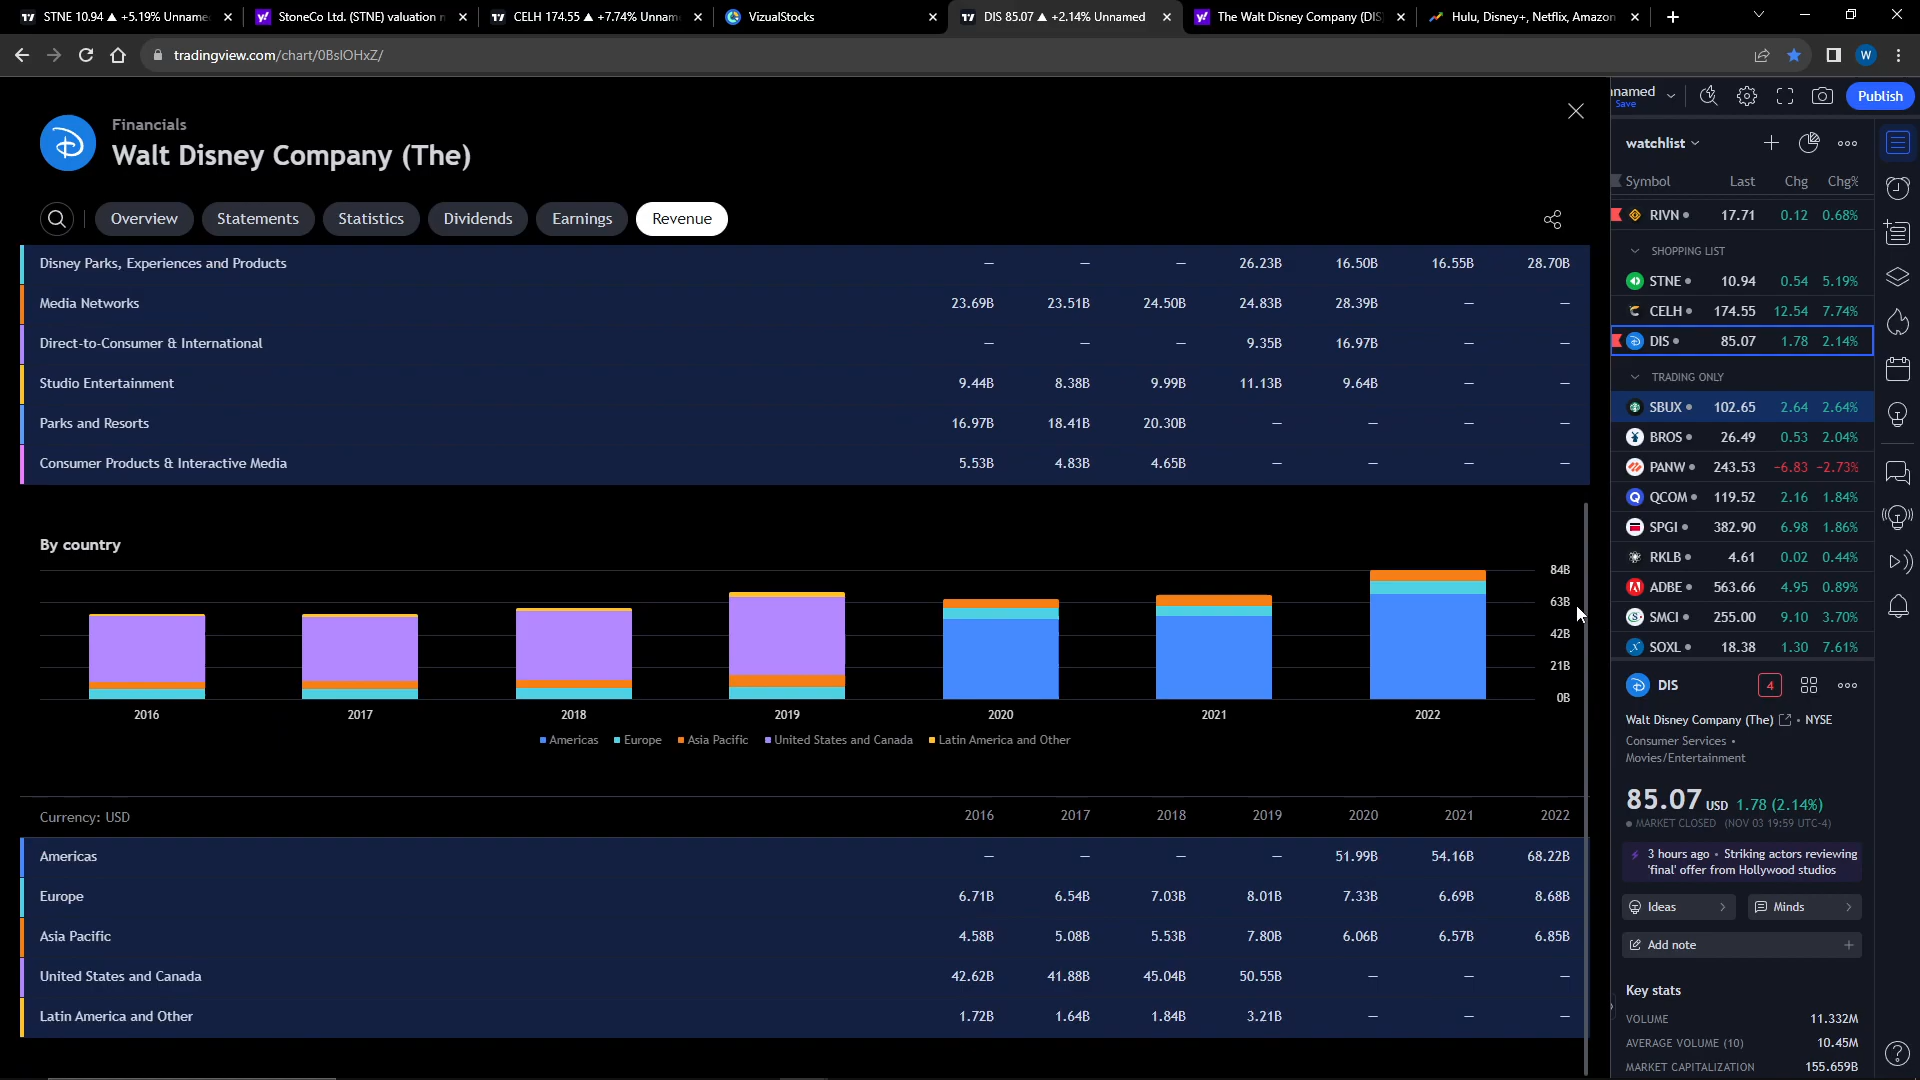 STNE 10.94 ▲ +5.19% Unname
StoneCo Ltd. (STNE) valuation m
CELH 174.55 ▲ +7.74% Unnam
VizualStocks
DIS 85.07 ▲ +2.14% Unnamed
The Walt Disney Company (DIS
Hulu, Disney+, Netflix, Amazon
tradingview.com/chart/0BsIOHxZ/
W
Financials
Walt Disney Company (The)
Overview Statements Statistics Dividends Earnings Revenue
Disney Parks, Experiences and Products — — — 26.23B 16.50B 16.55B 28.70B
Media Networks 23.69B 23.51B 24.50B 24.83B 28.39B — —
Direct-to-Consumer & International — — — 9.35B 16.97B — —
Studio Entertainment 9.44B 8.38B 9.99B 11.13B 9.64B — —
Parks and Resorts 16.97B 18.41B 20.30B — — — —
Consumer Products & Interactive Media 5.53B 4.83B 4.65B — — — —
By country
84B
63B
42B
21B
0B
2016 2017 2018 2019 2020 2021 2022
Americas Europe Asia Pacific United States and Canada Latin America and Other
Currency: USD 2016 2017 2018 2019 2020 2021 2022
Americas — — — — 51.99B 54.16B 68.22B
Europe 6.71B 6.54B 7.03B 8.01B 7.33B 6.69B 8.68B
Asia Pacific 4.58B 5.08B 5.53B 7.80B 6.06B 6.57B 6.85B
United States and Canada 42.62B 41.88B 45.04B 50.55B — — —
Latin America and Other 1.72B 1.64B 1.84B 3.21B — — —
nnamed
Save
Publish
watchlist
Symbol Last Chg Chg%
RIVN 17.71 0.12 0.68%
SHOPPING LIST
STNE 10.94 0.54 5.19%
CELH 174.55 12.54 7.74%
DIS 85.07 1.78 2.14%
TRADING ONLY
SBUX 102.65 2.64 2.64%
BROS 26.49 0.53 2.04%
PANW 243.53 −6.83 −2.73%
QCOM 119.52 2.16 1.84%
SPGI 382.90 6.98 1.86%
RKLB 4.61 0.02 0.44%
ADBE 563.66 4.95 0.89%
SMCI 255.00 9.10 3.70%
SOXL 18.38 1.30 7.61%
DIS 4
Walt Disney Company (The) • NYSE
Consumer Services •
Movies/Entertainment
85.07 USD 1.78 (2.14%)
MARKET CLOSED (NOV 03 19:59 UTC-4)
3 hours ago • Striking actors reviewing
'final' offer from Hollywood studios
Ideas Minds
Add note
Key stats
VOLUME 11.332M
AVERAGE VOLUME (10) 10.45M
MARKET CAPITALIZATION 155.659B